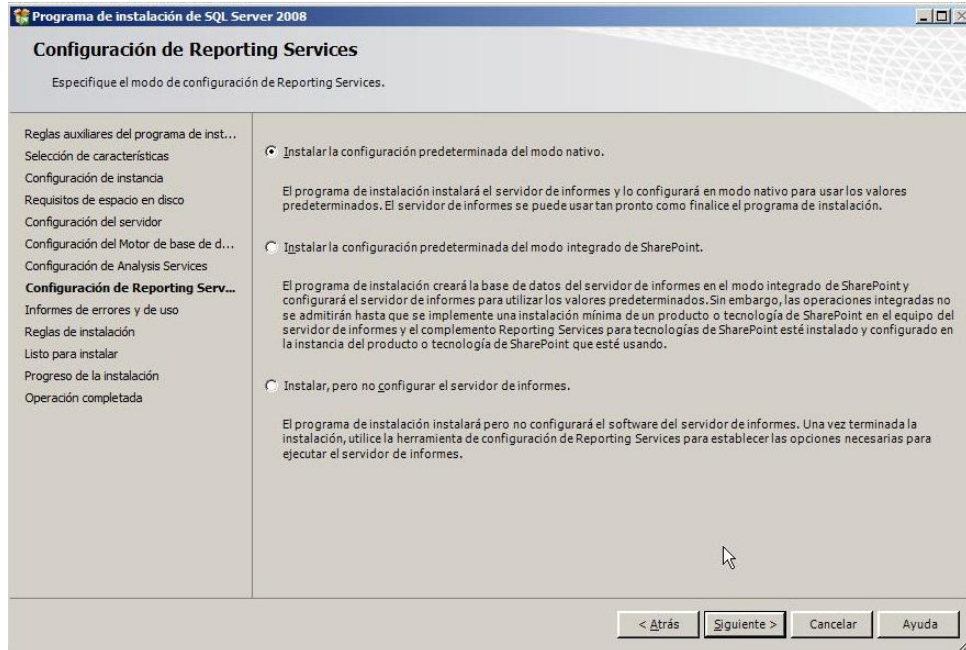 Programa de instalación de SQL Server 2008
Configuración de Reporting Services
Especifique el modo de configuración de Reporting Services.
Reglas auxiliares del programa de inst...
Selección de características
Configuración de instancia
Requisitos de espacio en disco
Configuración del servidor
Configuración del Motor de base de d...
Configuración de Analysis Services
Configuración de Reporting Serv...
Informes de errores y de uso
Reglas de instalación
Listo para instalar
Progreso de la instalación
Operación completada
Instalar la configuración predeterminada del modo nativo.
El programa de instalación instalará el servidor de informes y lo configurará en modo nativo para usar los valores
predeterminados. El servidor de informes se puede usar tan pronto como finalice el programa de instalación.
Instalar la configuración predeterminada del modo integrado de SharePoint.
El programa de instalación creará la base de datos del servidor de informes en el modo integrado de SharePoint y
configurará el servidor de informes para utilizar los valores predeterminados. Sin embargo, las operaciones integradas no
se admitirán hasta que se implemente una instalación mínima de un producto o tecnología de SharePoint en el equipo del
servidor de informes y el complemento Reporting Services para tecnologías de SharePoint esté instalado y configurado en
la instancia del producto o tecnología de SharePoint que esté usando.
Instalar, pero no configurar el servidor de informes.
El programa de instalación instalará pero no configurará el software del servidor de informes. Una vez terminada la
instalación, utilice la herramienta de configuración de Reporting Services para establecer las opciones necesarias para
ejecutar el servidor de informes.
< Atrás
Siguiente >
Cancelar
Ayuda